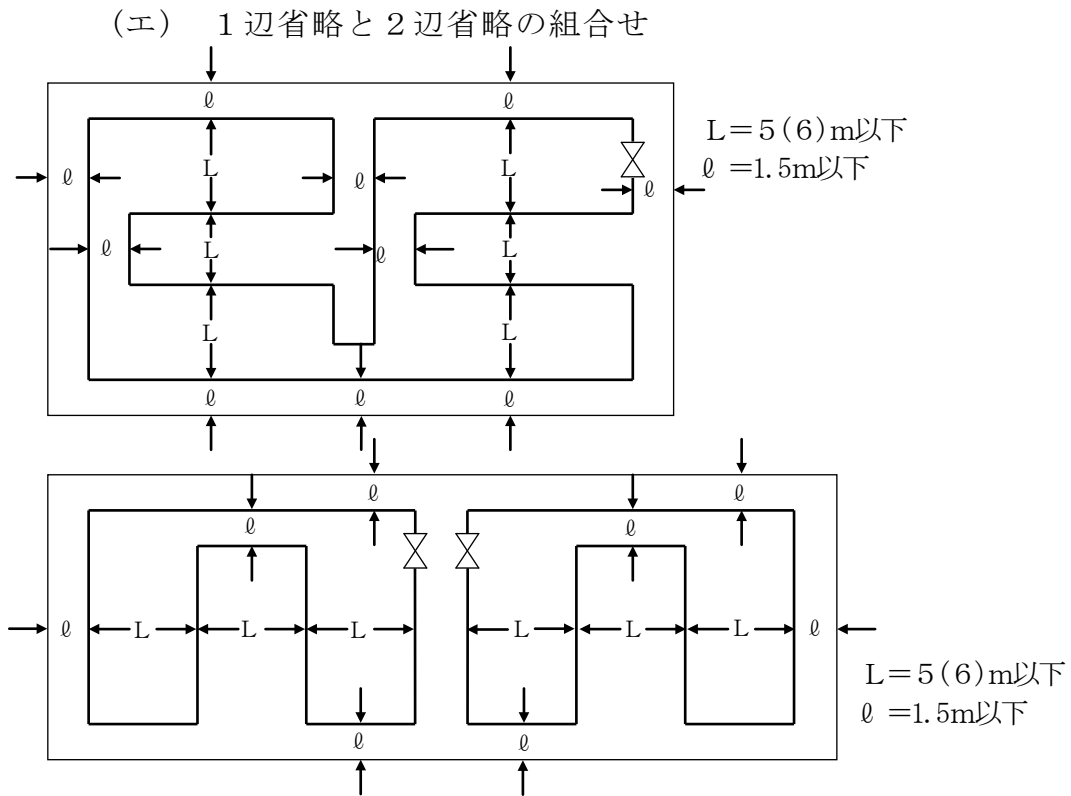 (エ) １辺省略と２辺省略の組合せ
ℓ ℓ
L＝５(６)m以下
ℓ ＝1.5m以下
L L
ℓ ℓ ℓ
ℓ L ℓ L
L L
ℓ ℓ ℓ
ℓ ℓ
ℓ ℓ
ℓ L L L L L L ℓ
L＝５(６)m以下
ℓ ＝1.5m以下
ℓ ℓ